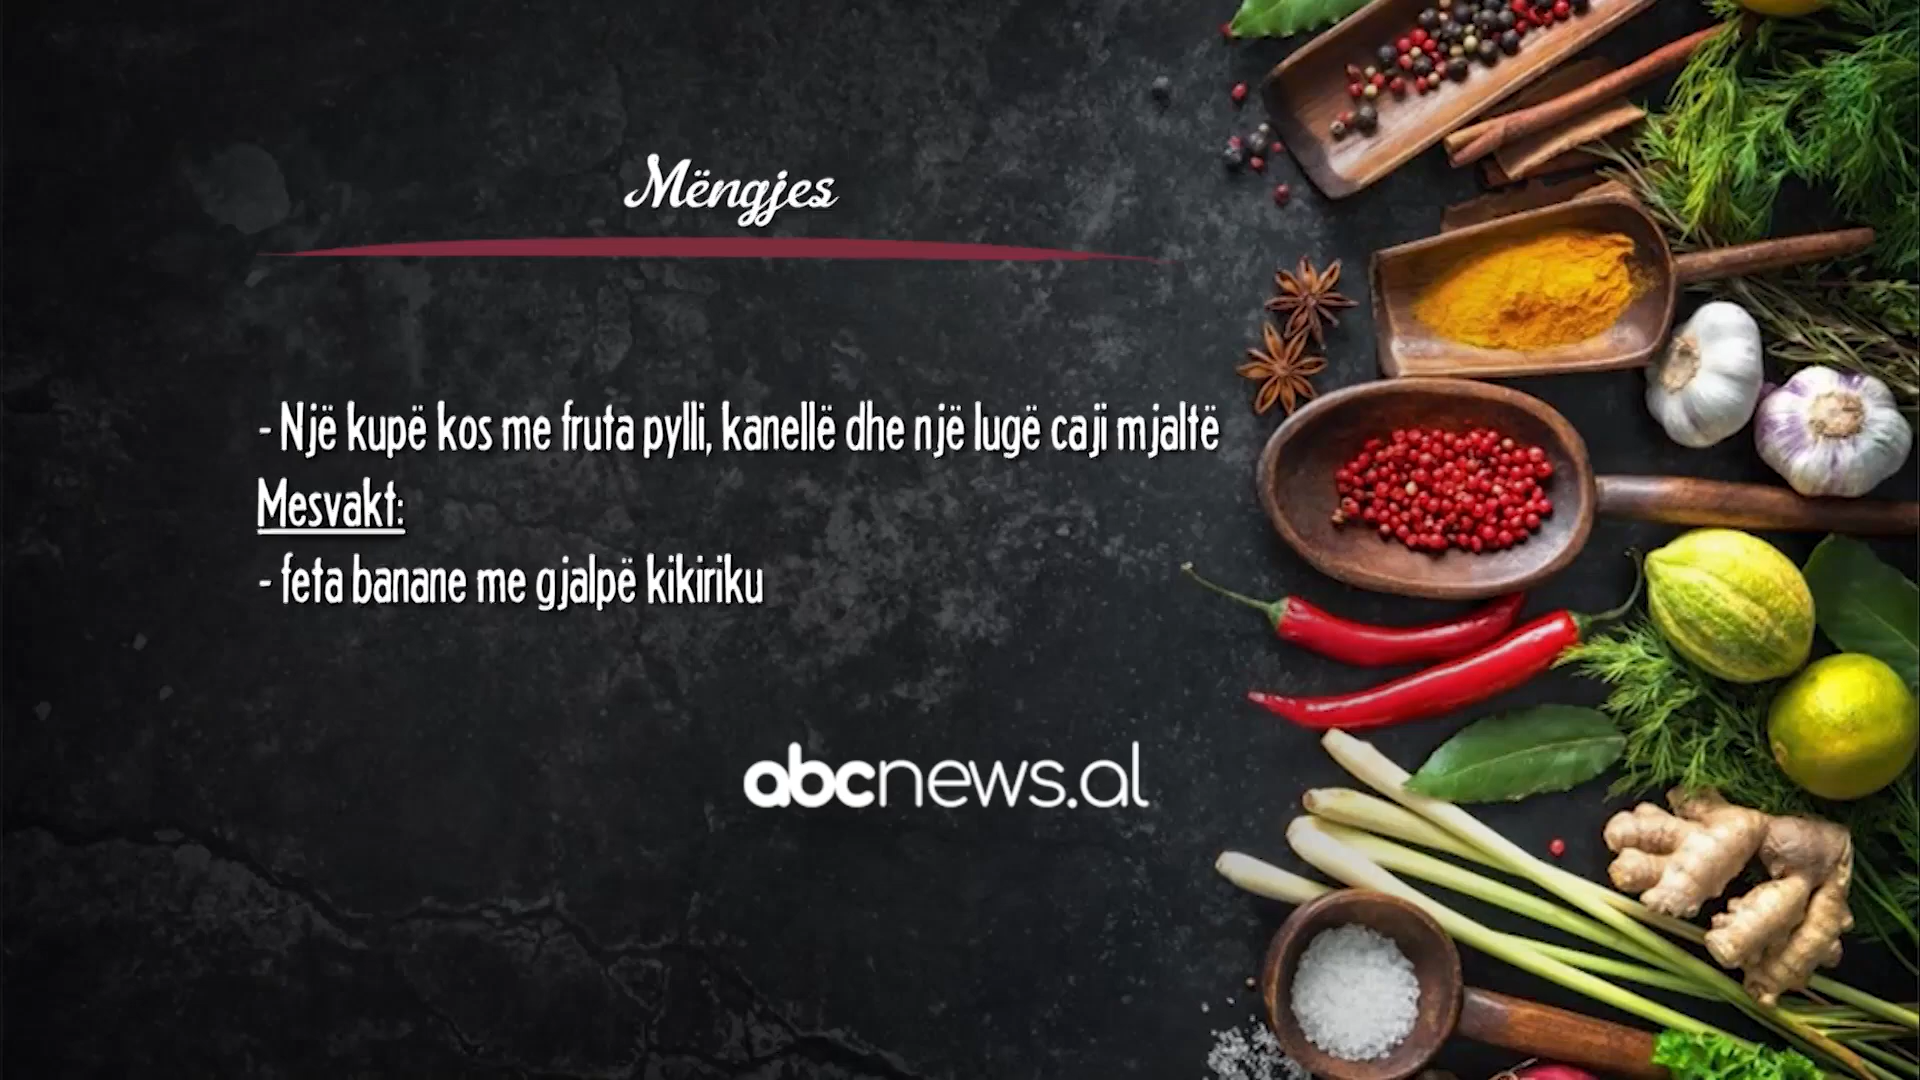 Mëngjes
- Një kupë kos me fruta pylli, kanellë dhe një lugë caji mjaltë
Mesvakt:
- feta banane me gjalpë kikiriku
abcnews.al